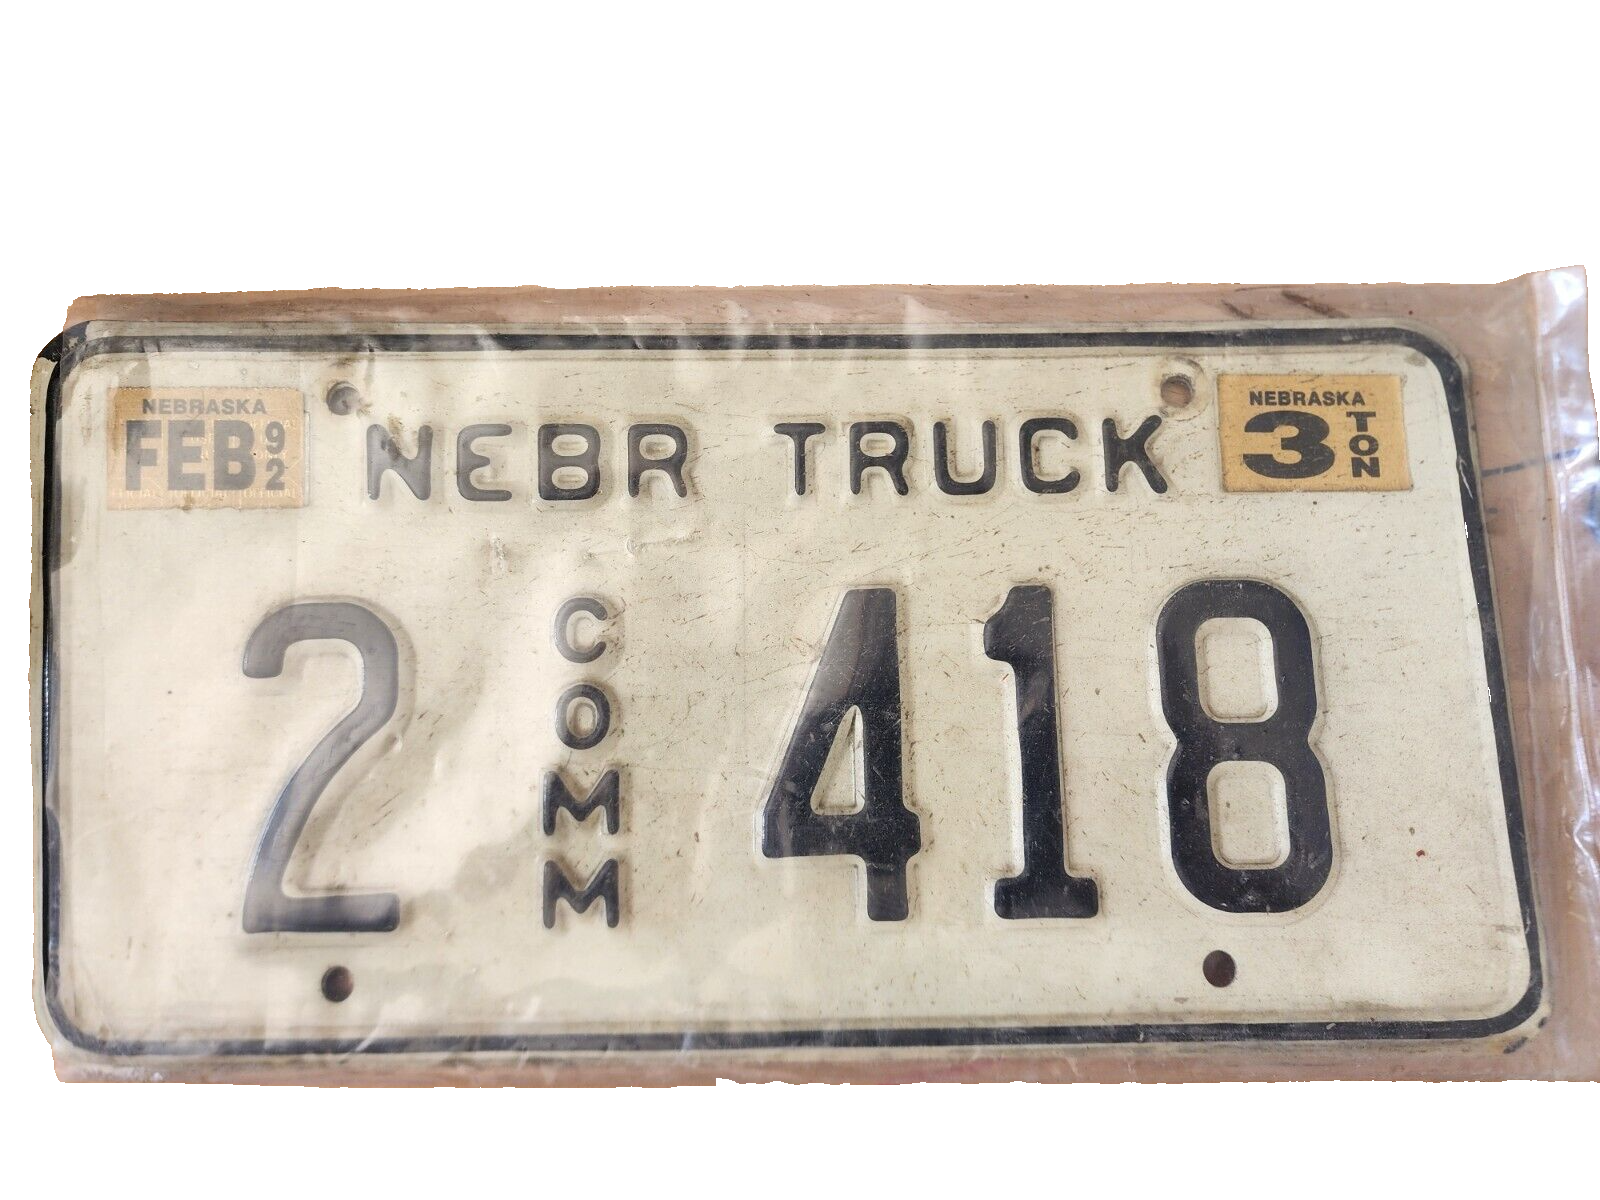 NEBRASKA
FEB 92
NEBR TRUCK
NEBRASKA
3 TON
2 COMM 418